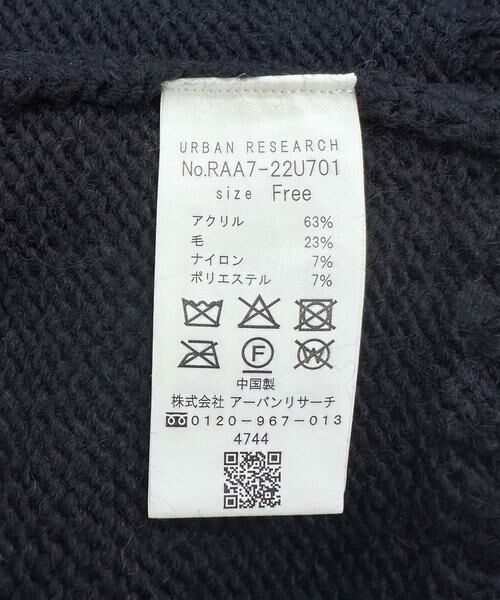 URBAN RESEARCH
No.RAA7-22U701
size Free
アクリル 63%
毛 23%
ナイロン 7%
ポリエステル 7%
F W
中国製
株式会社 アーバンリサーチ
0120-967-013
4744